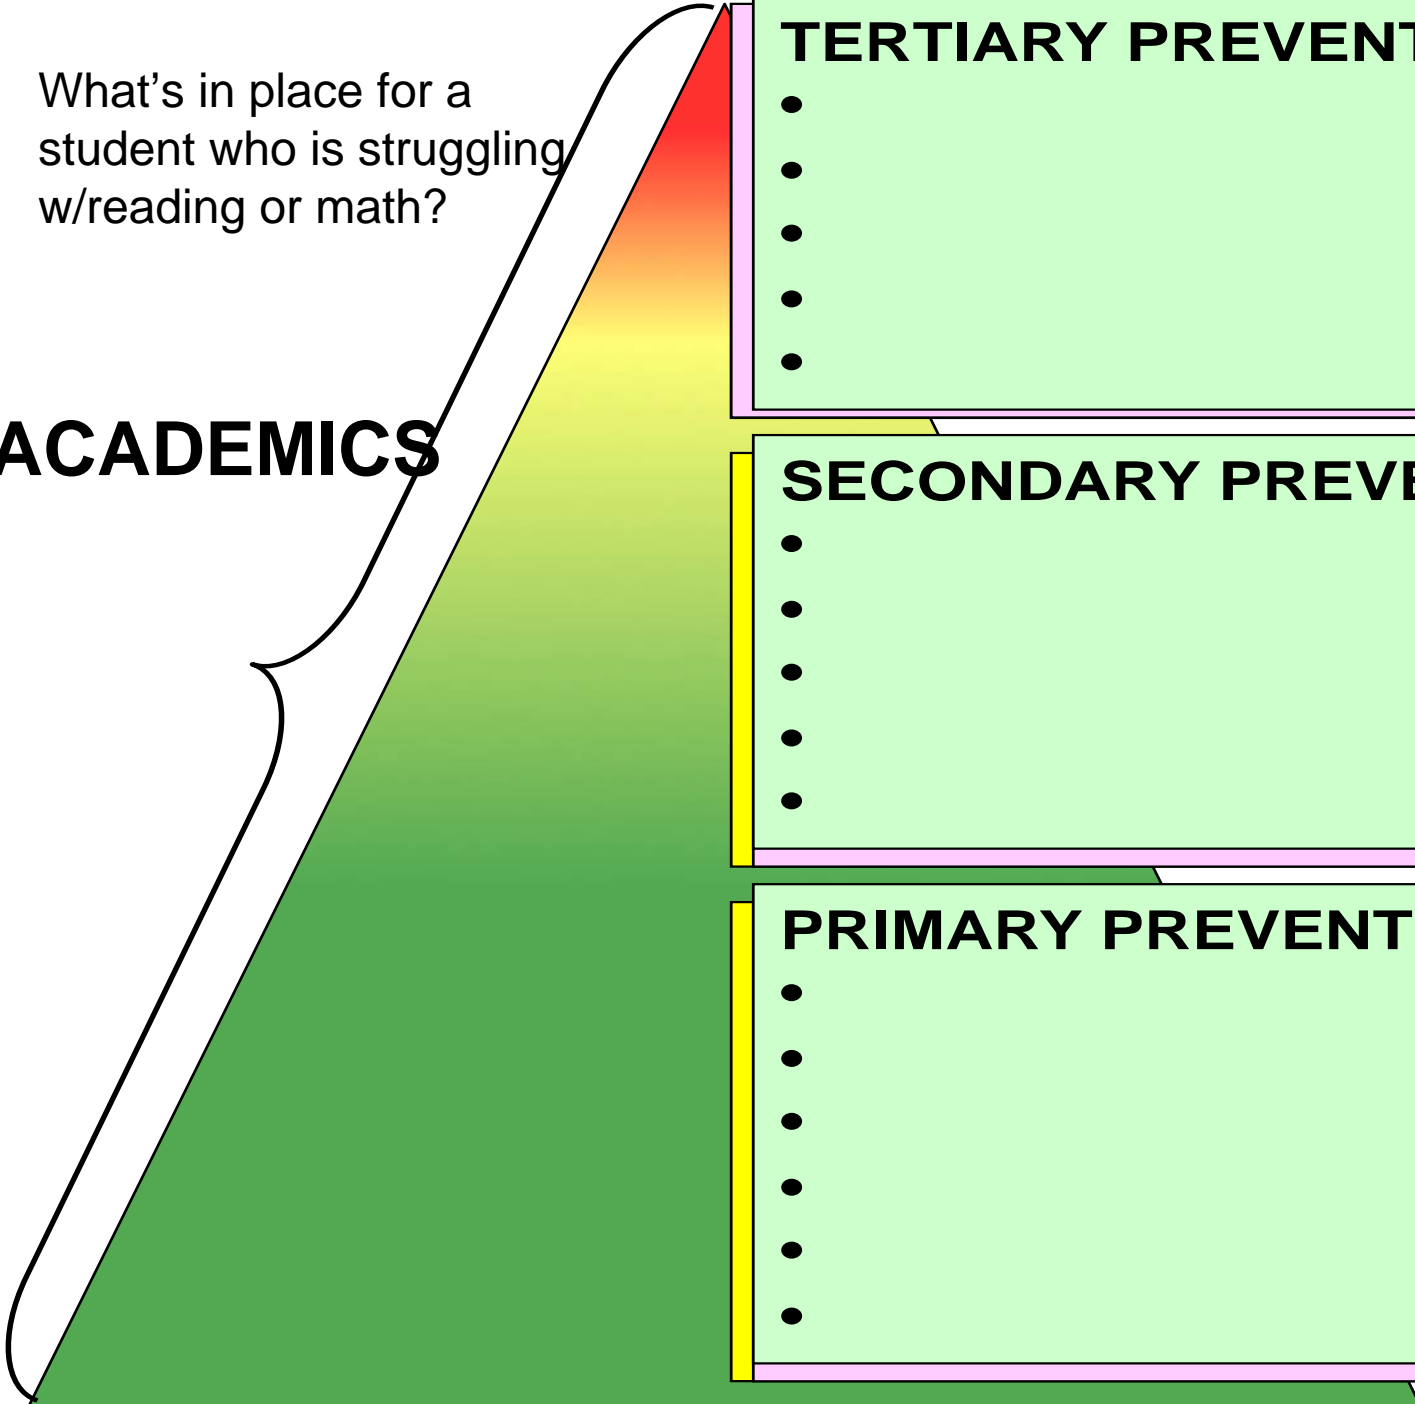 What's in place for a
student who is struggling
w/reading or math?
ACADEMICS
TERTIARY PREVENT
•
•
•
•
•
SECONDARY PREVE
•
•
•
•
•
PRIMARY PREVENT
•
•
•
•
•
•